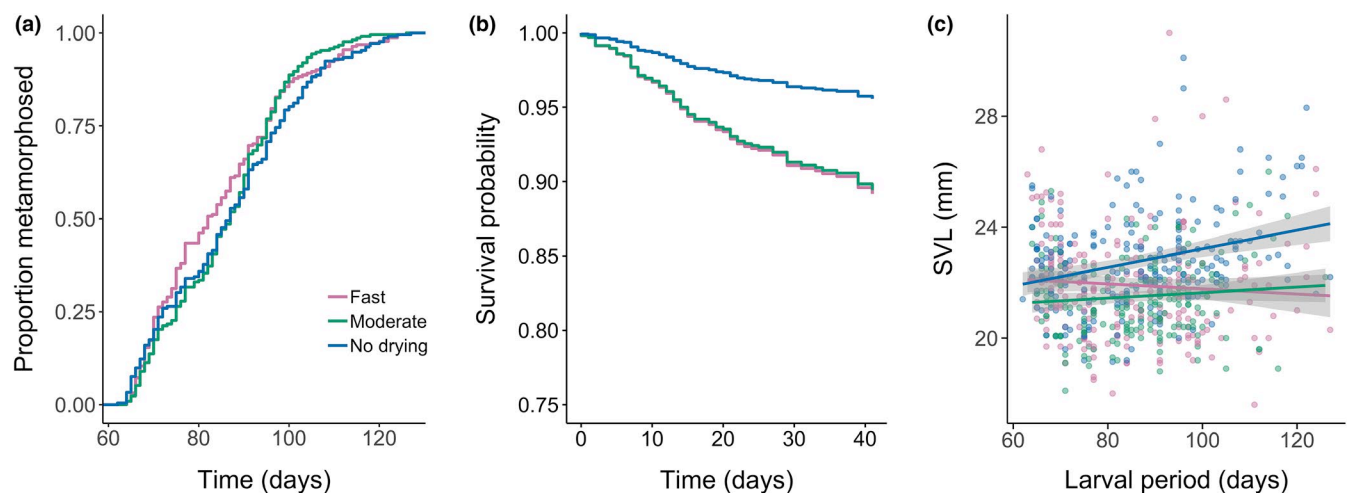 (a)
Proportion metamorphosed
1.00
0.75
0.50
0.25
0.00
60 80 100 120
Time (days)
Fast
Moderate
No drying
(b)
Survival probability
1.00
0.95
0.90
0.85
0.80
0.75
0 10 20 30 40
Time (days)
(c)
SVL (mm)
28
24
20
60 80 100 120
Larval period (days)